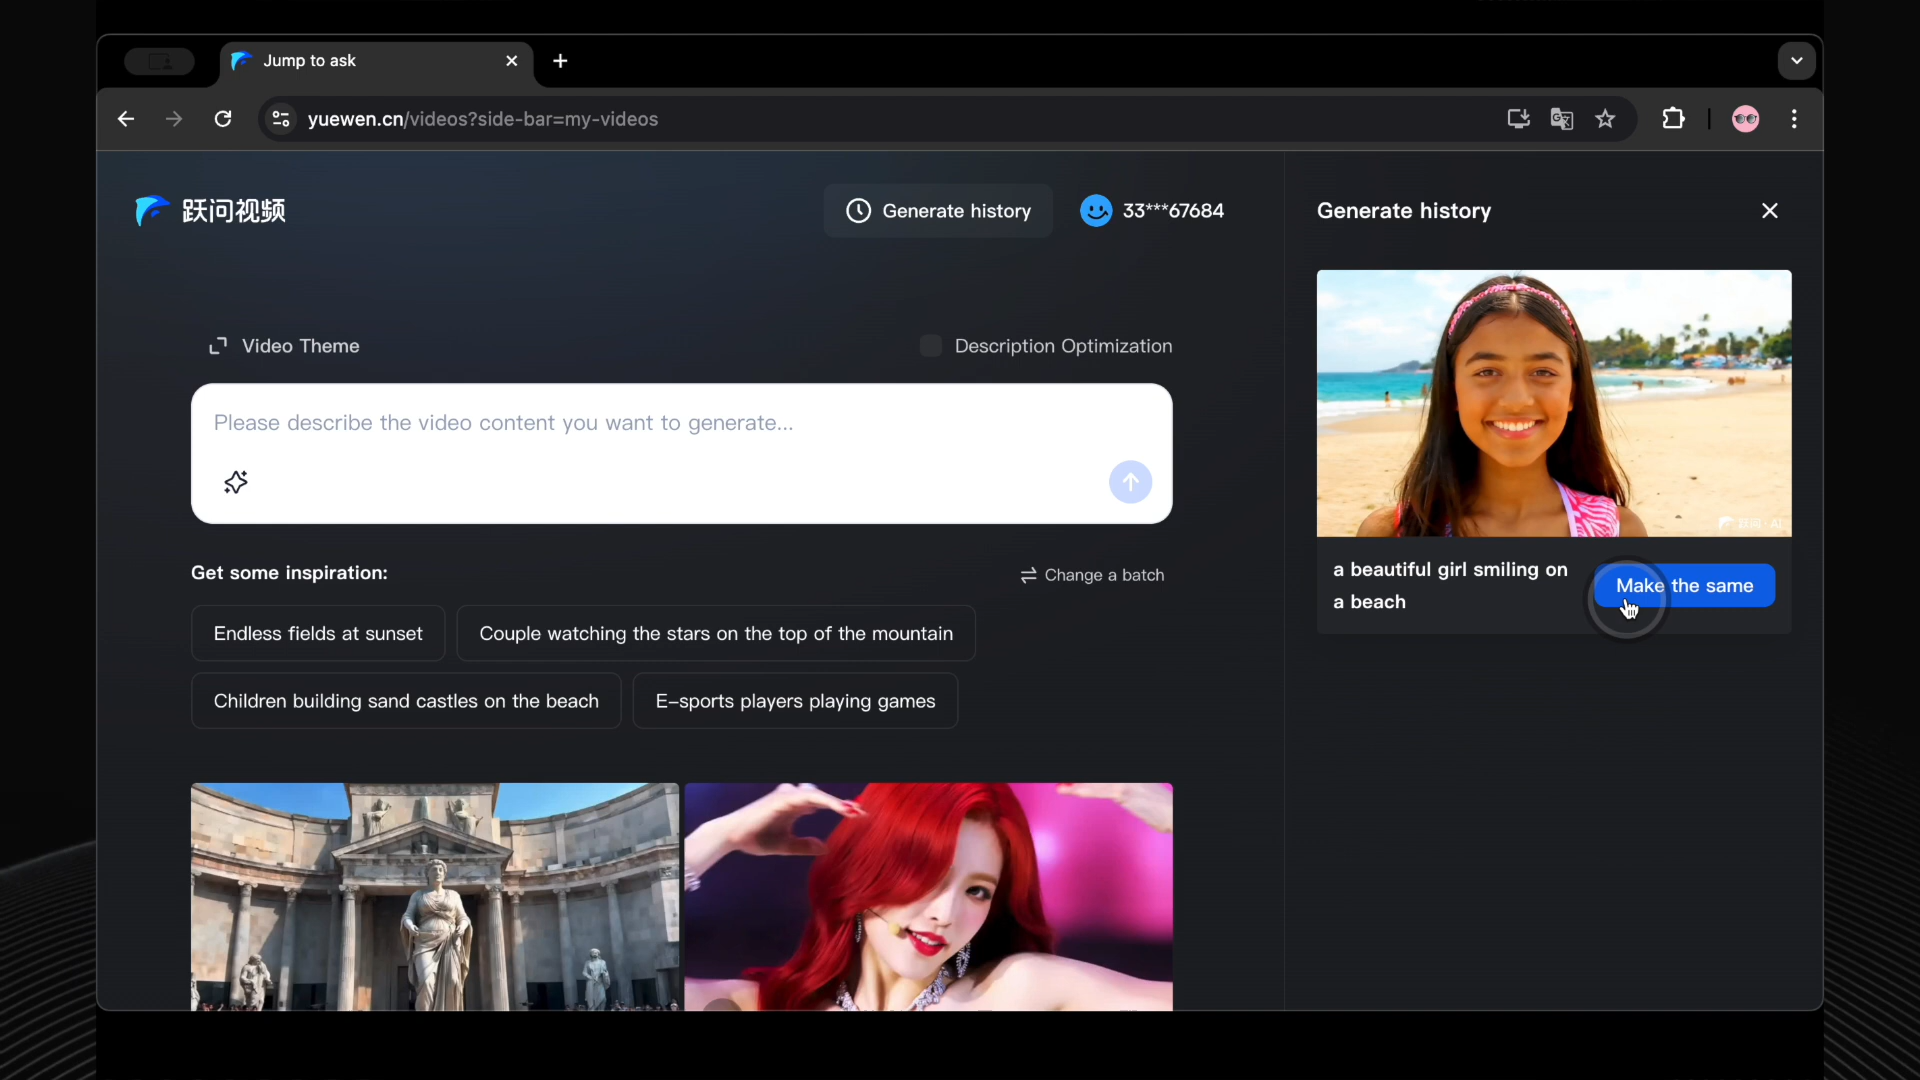 Jump to ask
yuewen.cn/videos?side-bar=my-videos
跃问视频
Generate history
33***67684
Generate history
Video Theme
Description Optimization
Please describe the video content you want to generate...
Get some inspiration:
Change a batch
Endless fields at sunset
Couple watching the stars on the top of the mountain
Children building sand castles on the beach
E-sports players playing games
跃问·AI
a beautiful girl smiling on
a beach
Make the same